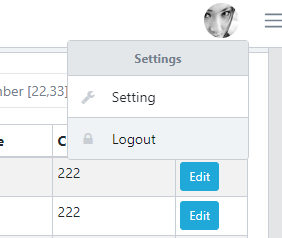 Settings
Setting
mber [22,33]
Logout
e C
222 Edit
222 Edit